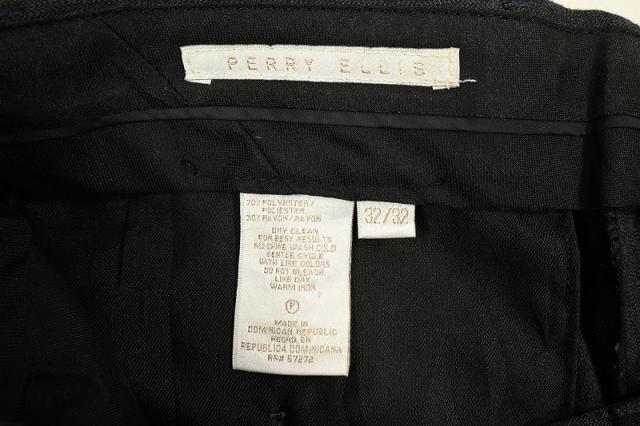 PERRY ELLIS
32/32
70% POLYESTER/
POLIESTER
30% RAYON/RAYON
DRY CLEAN
FOR BEST RESULTS
MACHINE WASH COLD
GENTLE CYCLE
WITH LIKE COLORS
DO NOT BLEACH
LINE DRY
WARM IRON
P
MADE IN
DOMINICAN REPUBLIC
HECHO EN
REPUBLICA DOMINICANA
RN# 57272